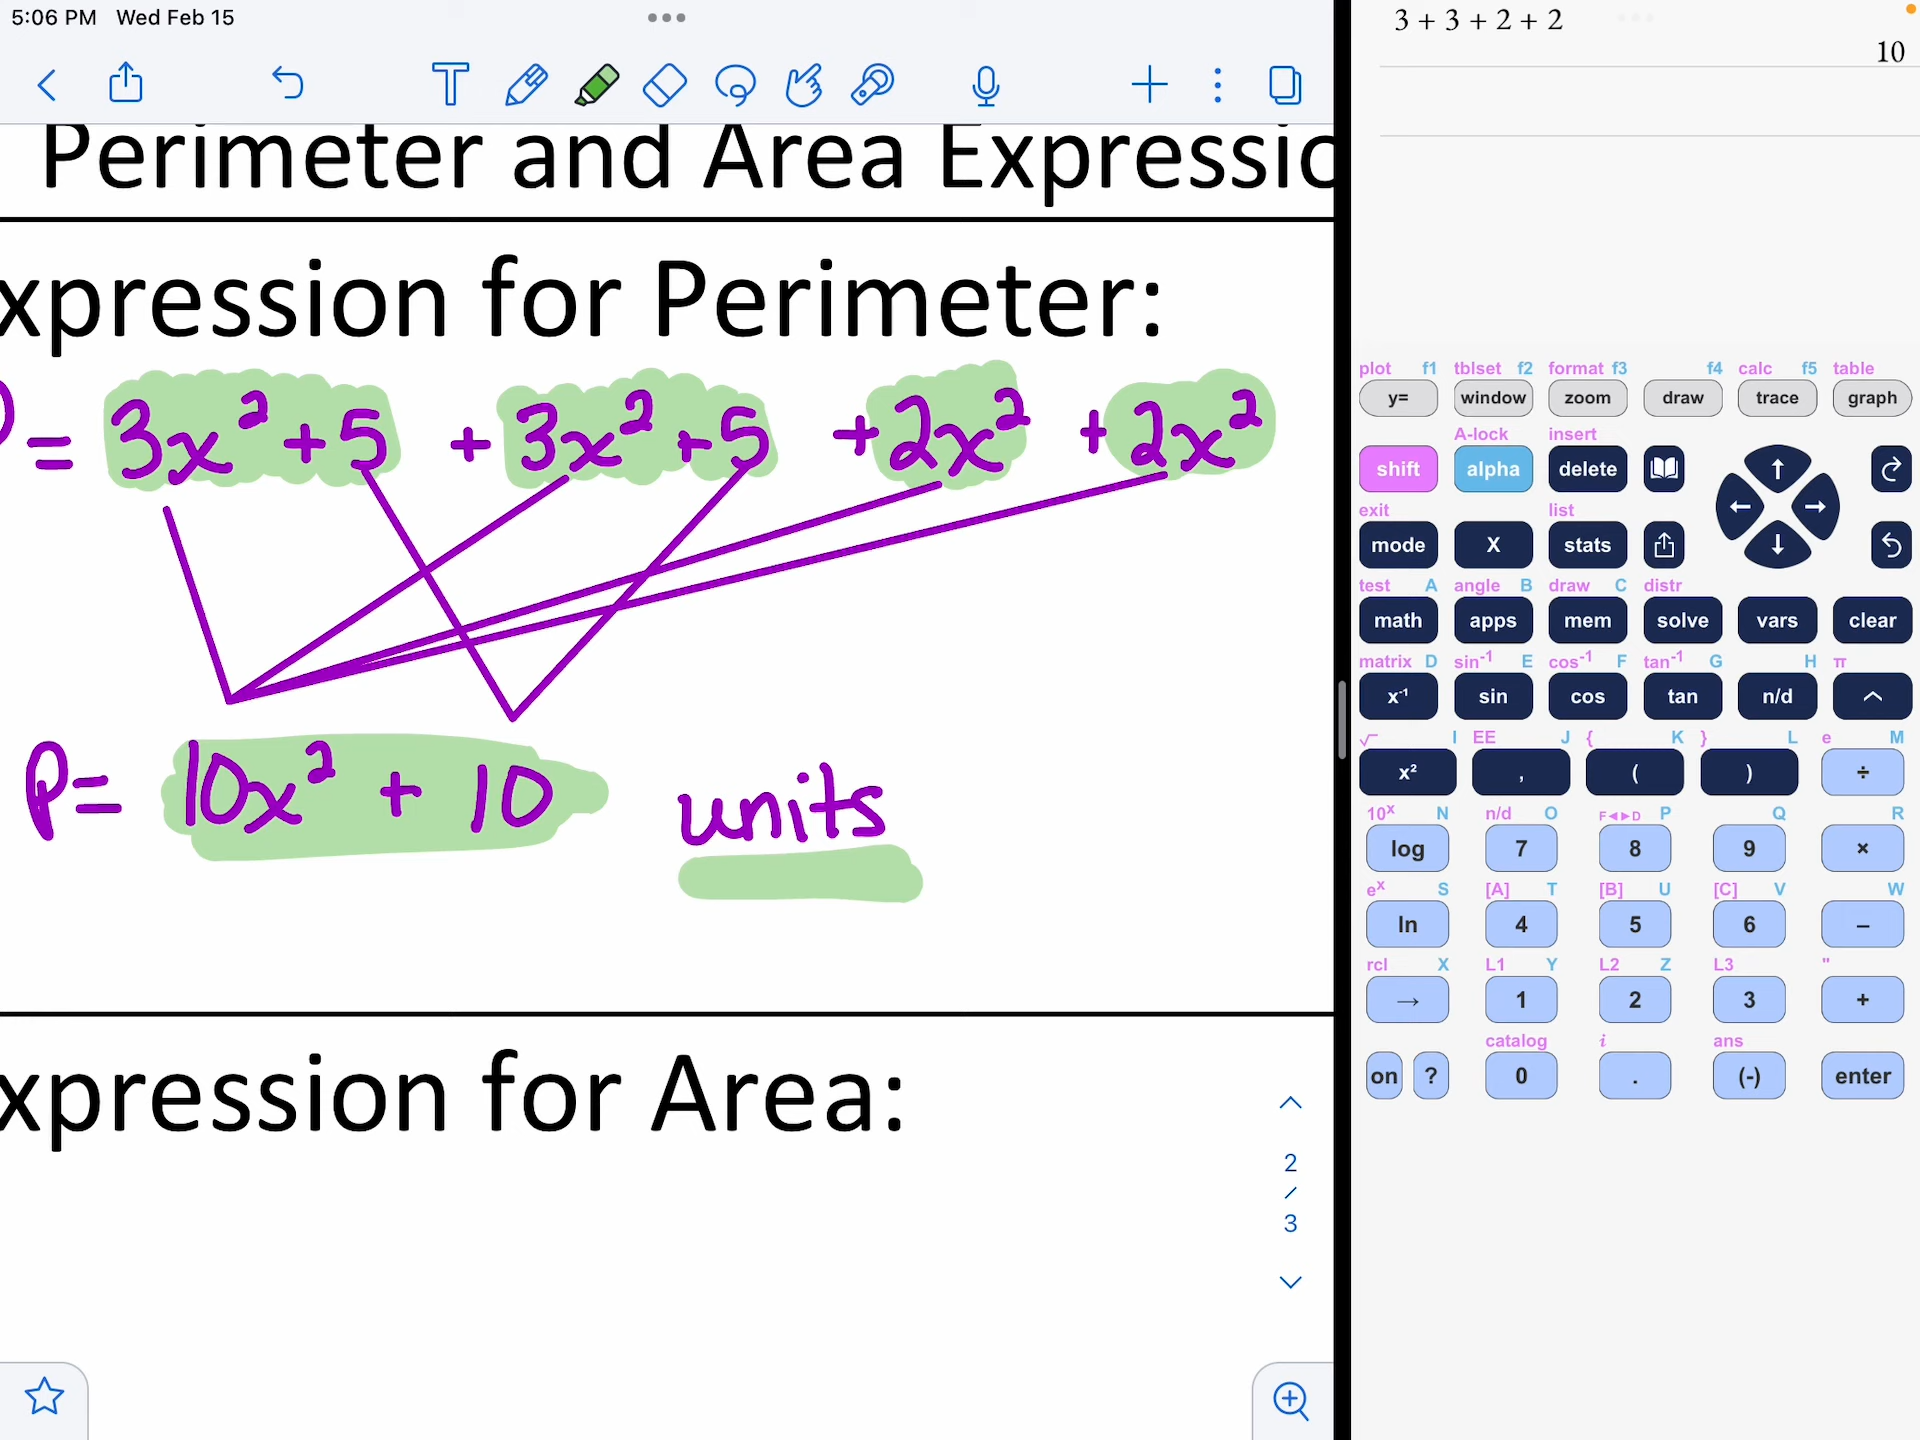 5:06 PM Wed Feb 15
Perimeter and Area Expressio
xpression for Perimeter:
= 3x² + 5 + 3x² + 5 + 2x² + 2x²
P = 10x² + 10 units
xpression for Area:
2
/
3
3 + 3 + 2 + 2
10
plot f1 tblset f2 format f3 f4 calc f5 table
y= window zoom draw trace graph
A-lock insert
shift alpha delete
exit list
mode X stats
test A angle B draw C distr
math apps mem solve vars clear
matrix D sin⁻¹ E cos⁻¹ F tan⁻¹ G H π
x⁻¹ sin cos tan n/d ^
√ I EE J { K } L e M
x² , ( ) ÷
10ˣ N n/d O F◄►D P Q R
log 7 8 9 ×
eˣ S [A] T [B] U [C] V W
ln 4 5 6 –
rcl X L1 Y L2 Z L3 "
→ 1 2 3 +
catalog i ans
on ? 0 . (-) enter